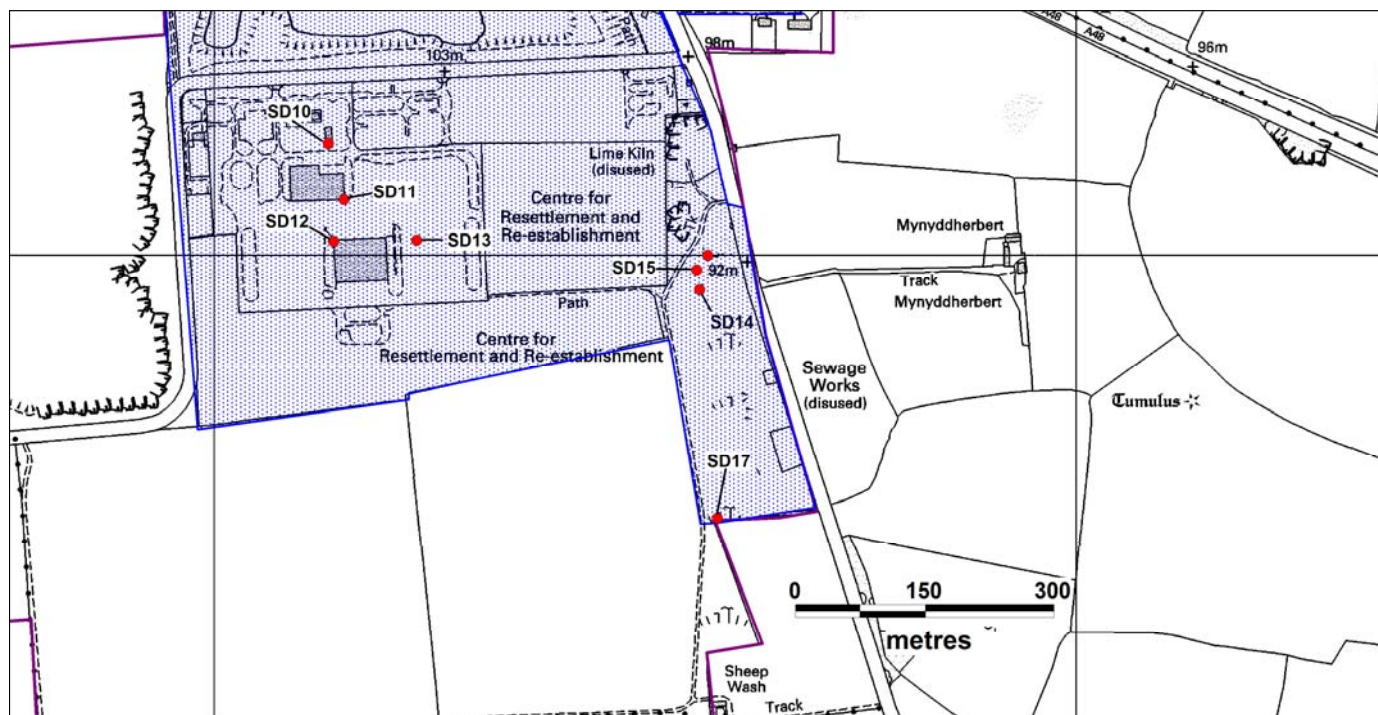 A48
A48
Path
98m
96m
103m
SD10
Lime Kiln
(disused)
SD11
Centre for
Resettlement and
Re-establishment
SD12
SD13
Mynyddherbert
SD15
92m
Track
Mynyddherbert
Path
SD14
Centre for
Resettlement and Re-establishment
Sewage
Works
(disused)
Tumulus
SD17
0 150 300
metres
Sheep
Wash
Track